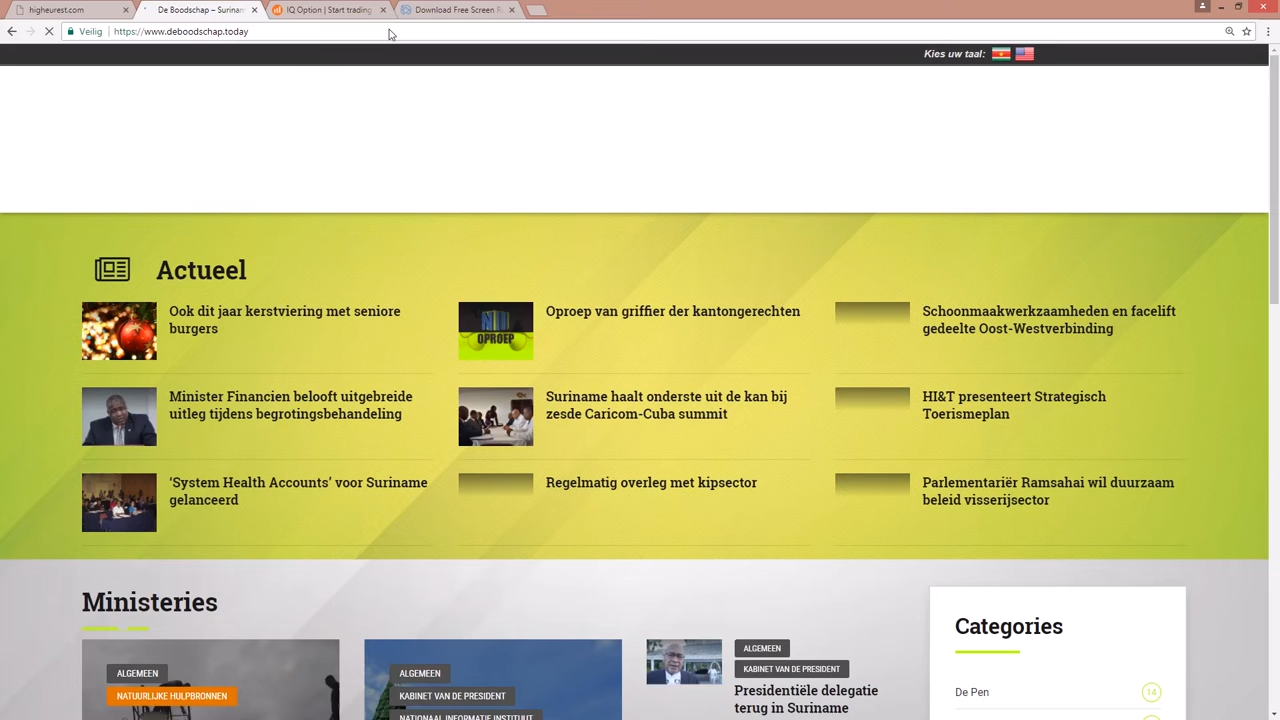 higheurest.com
De Boodschap – Surinam
IQ Option | Start trading
Download Free Screen R
Veilig
https://www.deboodschap.today
Kies uw taal:
Actueel
Ook dit jaar kerstviering met seniore
burgers
Oproep van griffier der kantongerechten
OPROEP
Schoonmaakwerkzaamheden en facelift
gedeelte Oost-Westverbinding
Minister Financien belooft uitgebreide
uitleg tijdens begrotingsbehandeling
Suriname haalt onderste uit de kan bij
zesde Caricom-Cuba summit
HI&T presenteert Strategisch
Toerismeplan
‘System Health Accounts’ voor Suriname
gelanceerd
Regelmatig overleg met kipsector
Parlementariër Ramsahai wil duurzaam
beleid visserijsector
Ministeries
ALGEMEEN
NATUURLIJKE HULPBRONNEN
ALGEMEEN
KABINET VAN DE PRESIDENT
NATIONAAL INFORMATIE INSTITUUT
ALGEMEEN
KABINET VAN DE PRESIDENT
Presidentiële delegatie
terug in Suriname
Categories
De Pen
14